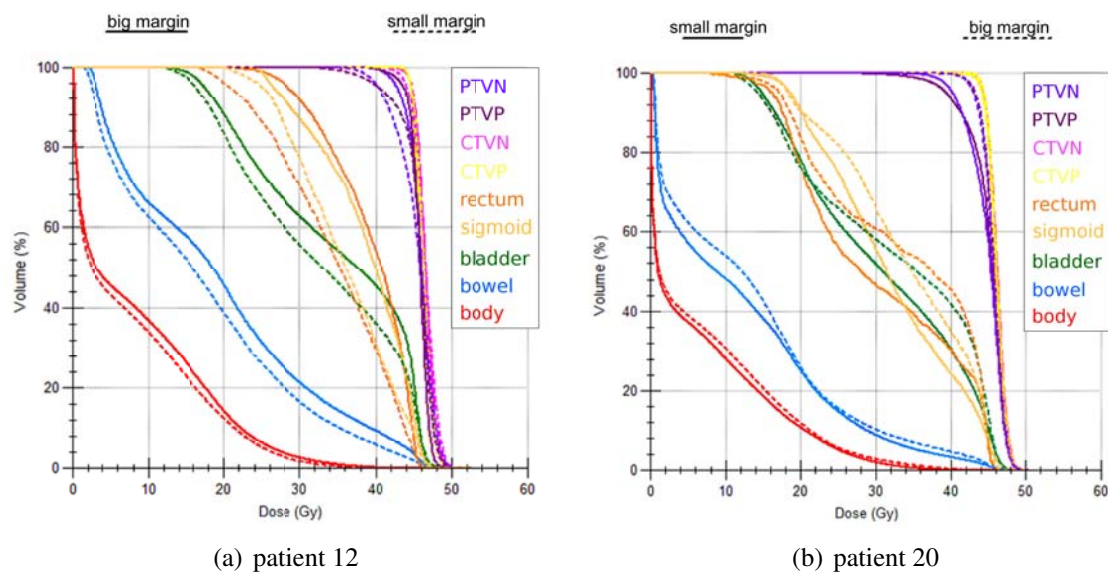 big margin
small margin
100
80
60
40
20
0
Volume (%)
0
10
20
30
40
50
60
Dose (Gy)
PTVN
PTVP
CTVN
CTVP
rectum
sigmoid
bladder
bowel
body
(a) patient 12
small margin
big margin
100
80
60
40
20
0
Volume (%)
0
10
20
30
40
50
60
Dose (Gy)
PTVN
PTVP
CTVN
CTVP
rectum
sigmoid
bladder
bowel
body
(b) patient 20